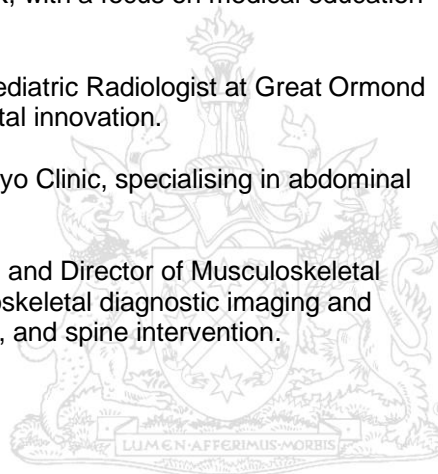 , with a focus on medical education
ediatric Radiologist at Great Ormond
tal innovation.
yo Clinic, specialising in abdominal
and Director of Musculoskeletal
oskeletal diagnostic imaging and
, and spine intervention.
LUMEN·AFFERIMUS·MORBIS